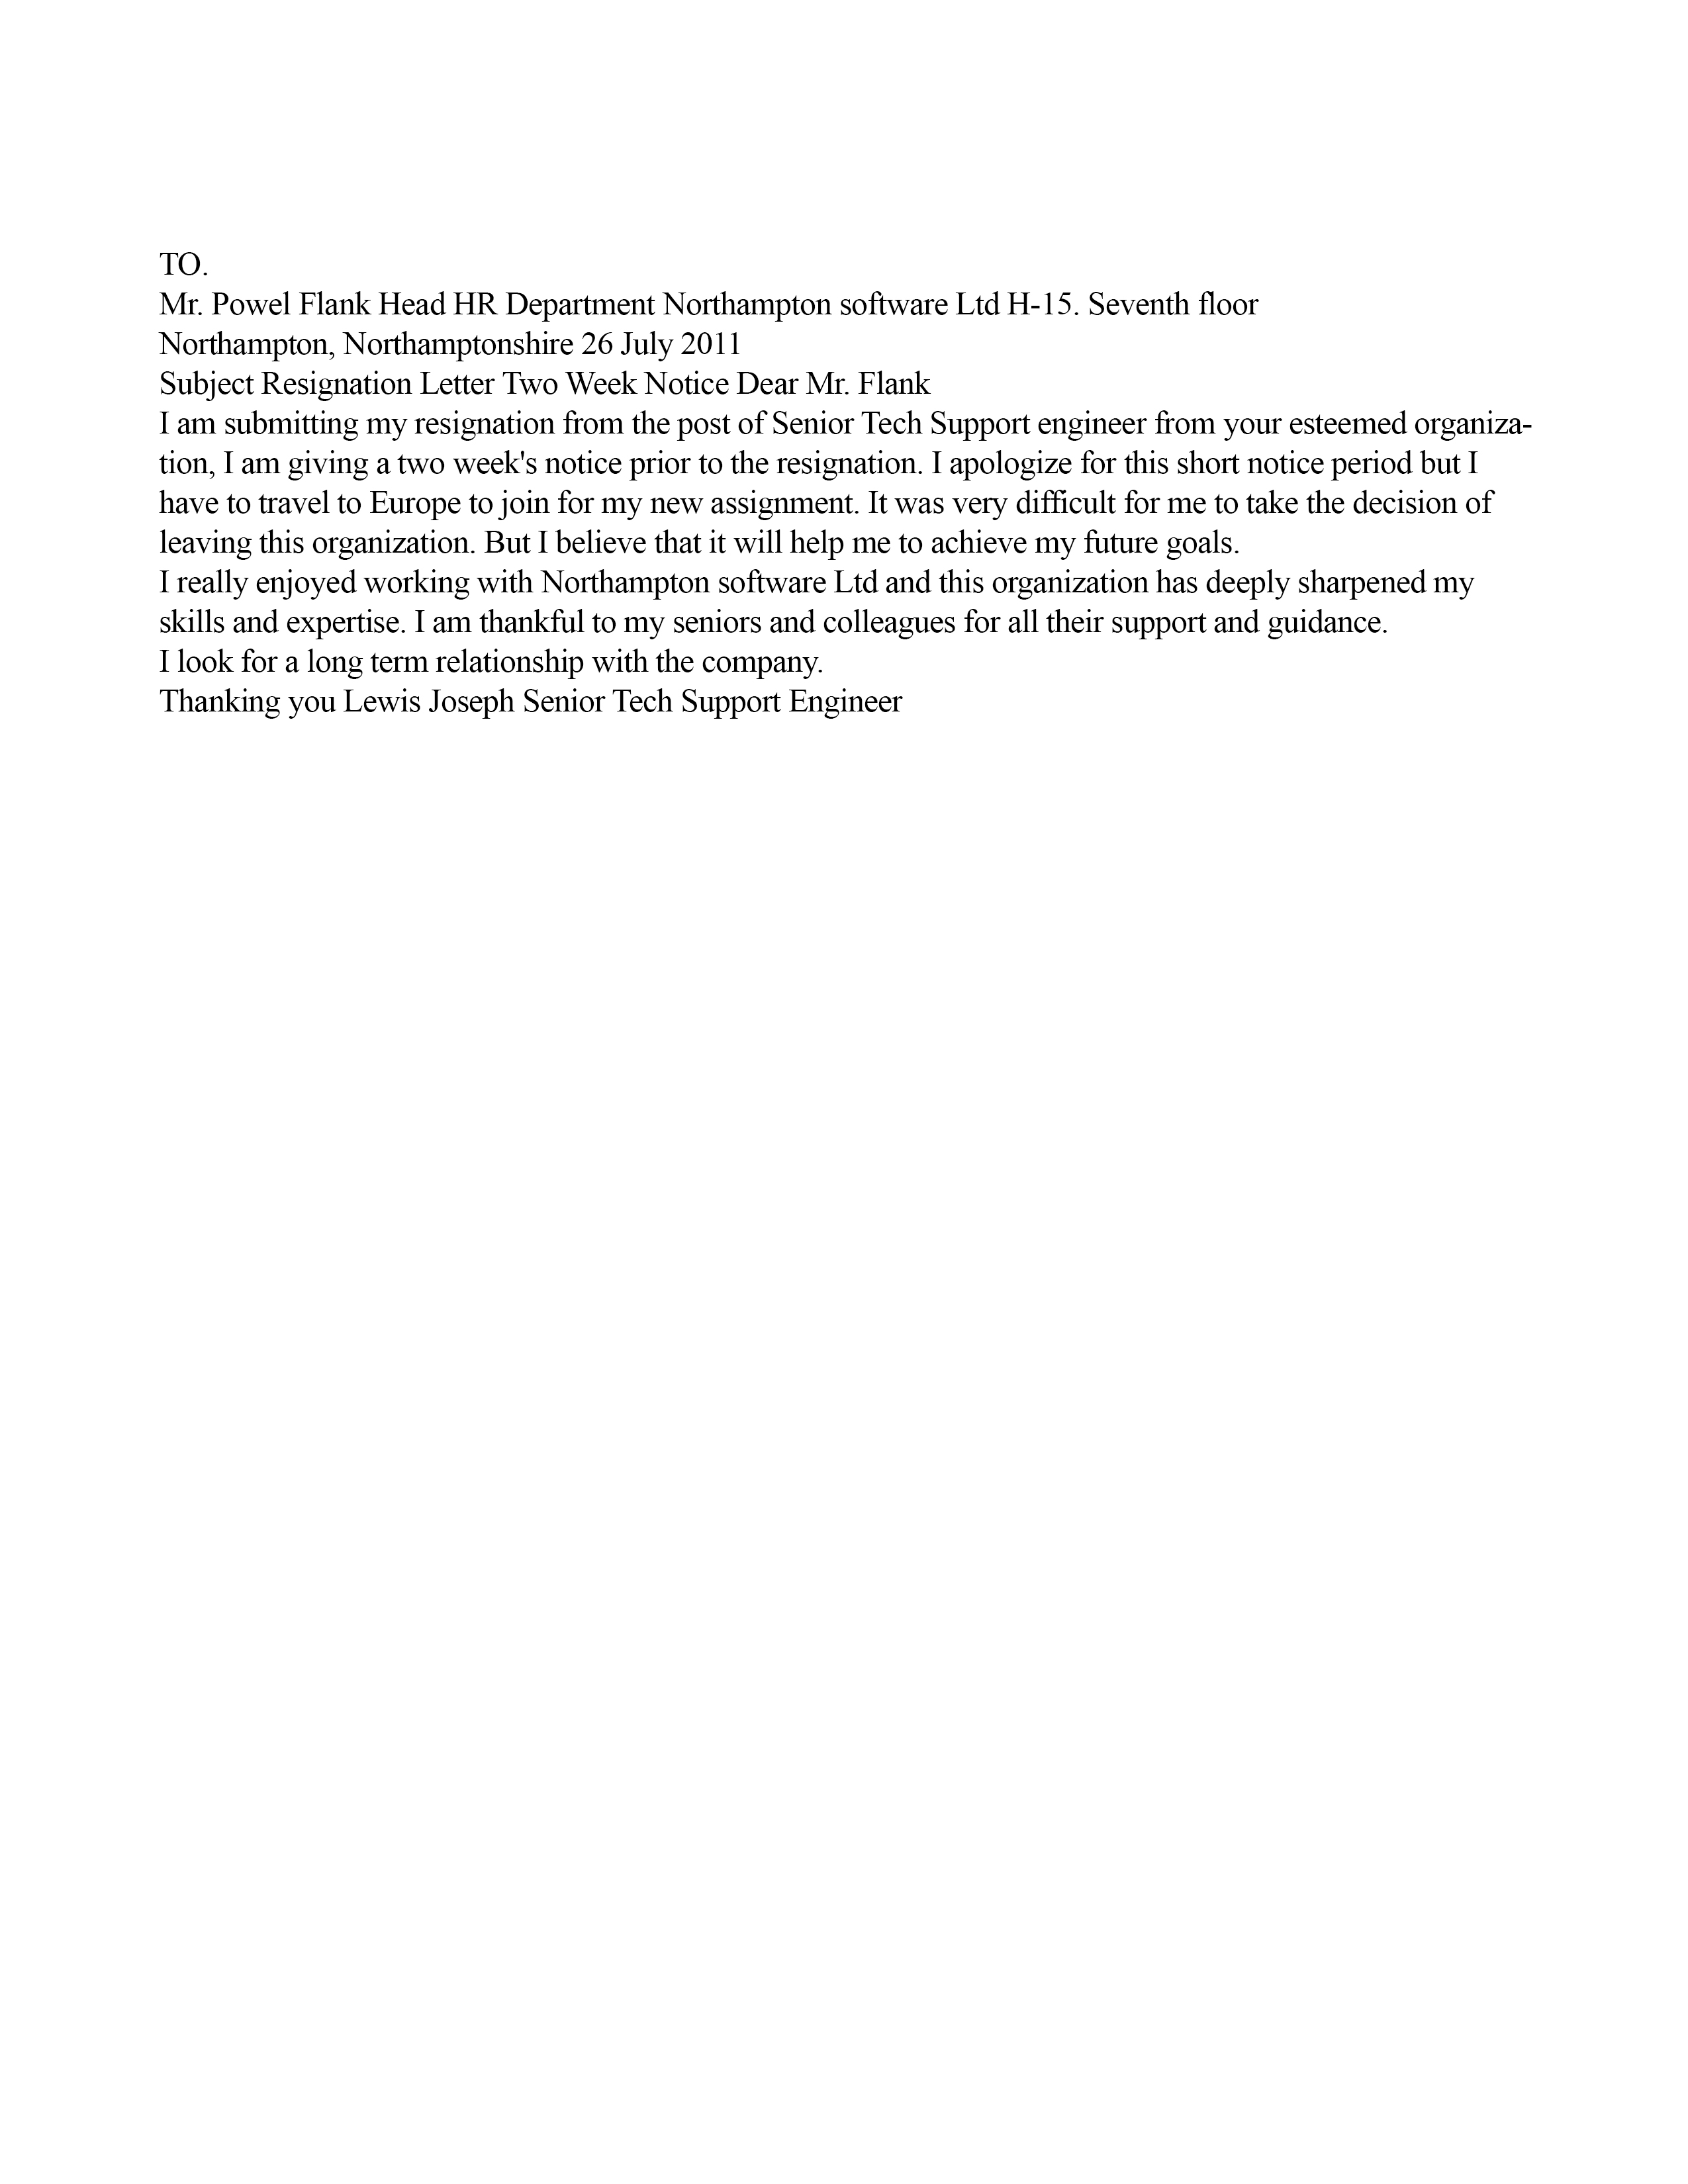 TO.
Mr. Powel Flank Head HR Department Northampton software Ltd H-15. Seventh floor
Northampton, Northamptonshire 26 July 2011
Subject Resignation Letter Two Week Notice Dear Mr. Flank
I am submitting my resignation from the post of Senior Tech Support engineer from your esteemed organiza-
tion, I am giving a two week's notice prior to the resignation. I apologize for this short notice period but I
have to travel to Europe to join for my new assignment. It was very difficult for me to take the decision of
leaving this organization. But I believe that it will help me to achieve my future goals.
I really enjoyed working with Northampton software Ltd and this organization has deeply sharpened my
skills and expertise. I am thankful to my seniors and colleagues for all their support and guidance.
I look for a long term relationship with the company.
Thanking you Lewis Joseph Senior Tech Support Engineer